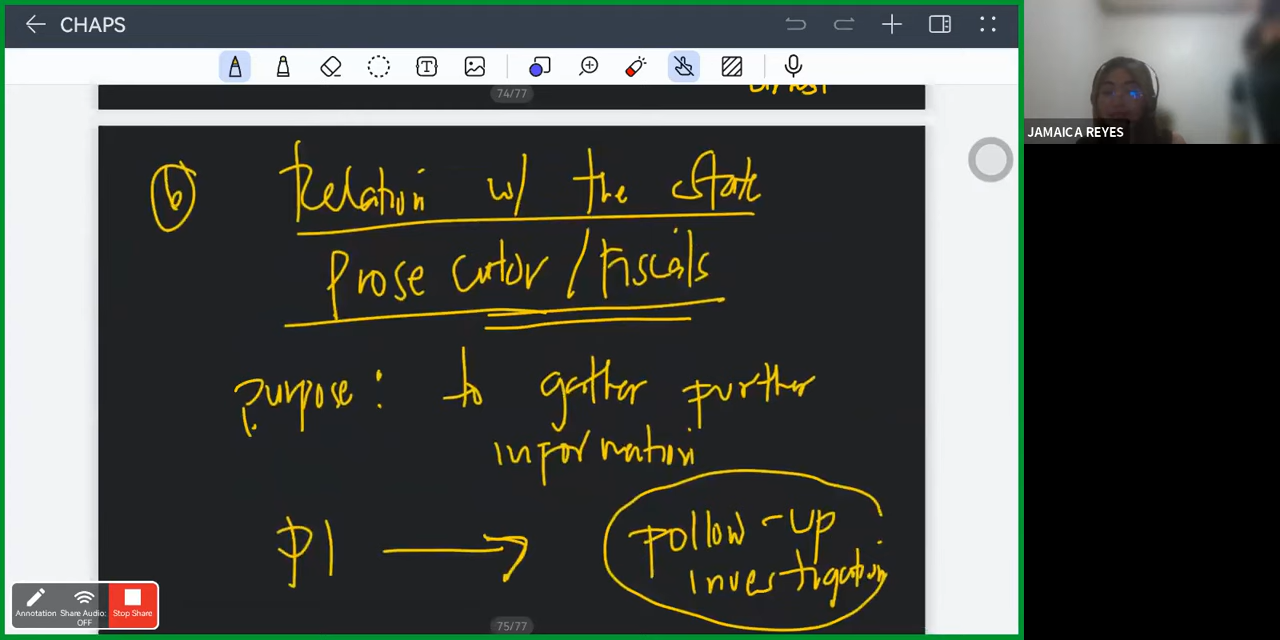 CHAPS
74/77
JAMAICA REYES
b Relation w/ the state
Prosecutor / Fiscals
purpose: to gather further
information
PI → follow-up
investigation
Annotation Share Audio: OFF Stop Share
75/77